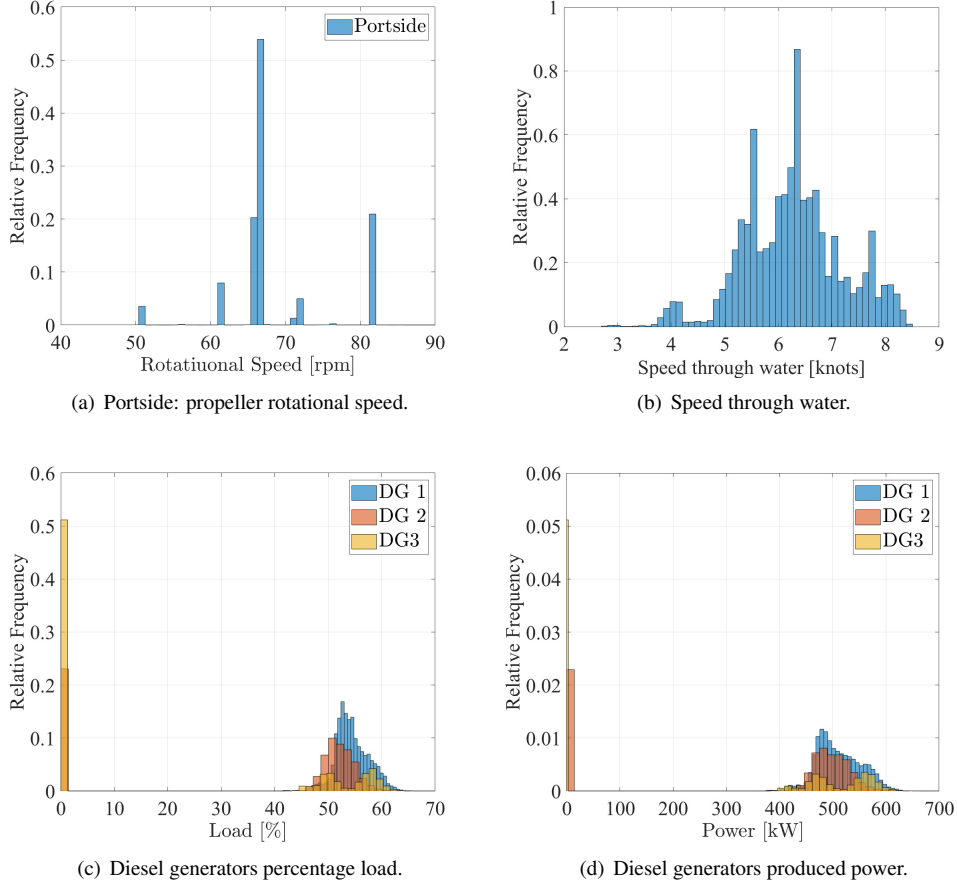 0.6
0.5
0.4
0.3
0.2
0.1
0
Relative Frequency
Portside
40 50 60 70 80 90
Rotatiuonal Speed [rpm]
(a) Portside: propeller rotational speed.
1
0.8
0.6
0.4
0.2
0
Relative Frequency
2 3 4 5 6 7 8 9
Speed through water [knots]
(b) Speed through water.
0.6
0.5
0.4
0.3
0.2
0.1
0
Relative Frequency
DG 1
DG 2
DG3
0 10 20 30 40 50 60 70
Load [%]
(c) Diesel generators percentage load.
0.06
0.05
0.04
0.03
0.02
0.01
0
Relative Frequency
DG 1
DG 2
DG3
0 100 200 300 400 500 600 700
Power [kW]
(d) Diesel generators produced power.